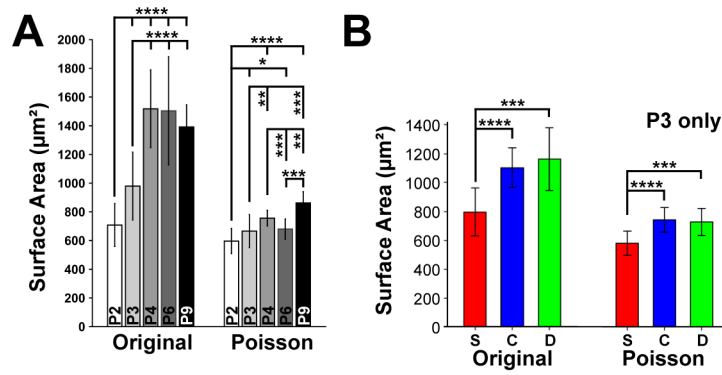 A
B
****
****
****
*
**
***
***
**
***
Surface Area (µm²)
2000
1800
1600
1400
1200
1000
800
600
400
200
0
P2
P3
P4
P6
P9
P2
P3
P4
P6
P9
Original
Poisson
P3 only
***
****
***
****
Surface Area (µm²)
1400
1200
1000
800
600
400
200
0
S
C
D
S
C
D
Original
Poisson